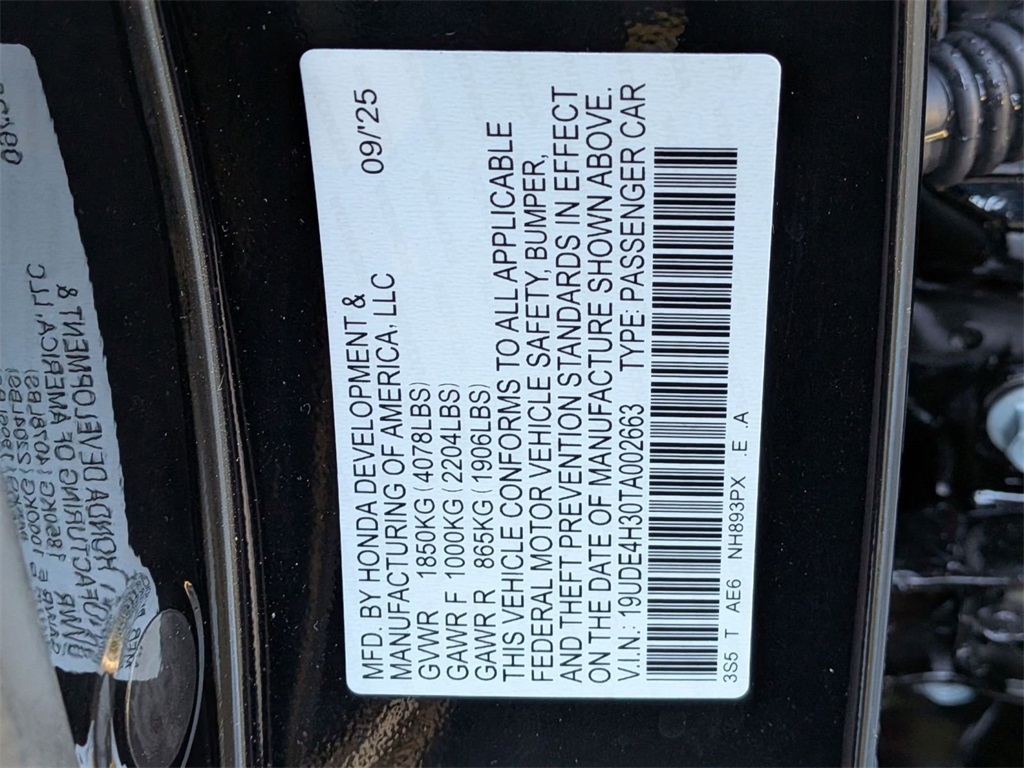 MFD. BY HONDA DEVELOPMENT & 09/'25
MANUFACTURING OF AMERICA, LLC
GVWR 1850KG (4078LBS)
GAWR F 1000KG (2204LBS)
GAWR R 865KG (1906LBS)
THIS VEHICLE CONFORMS TO ALL APPLICABLE
FEDERAL MOTOR VEHICLE SAFETY, BUMPER,
AND THEFT PREVENTION STANDARDS IN EFFECT
ON THE DATE OF MANUFACTURE SHOWN ABOVE.
V.I.N.: 19UDE4H30TA002663 TYPE: PASSENGER CAR
3S5 T AE6 NH893PX .E .A